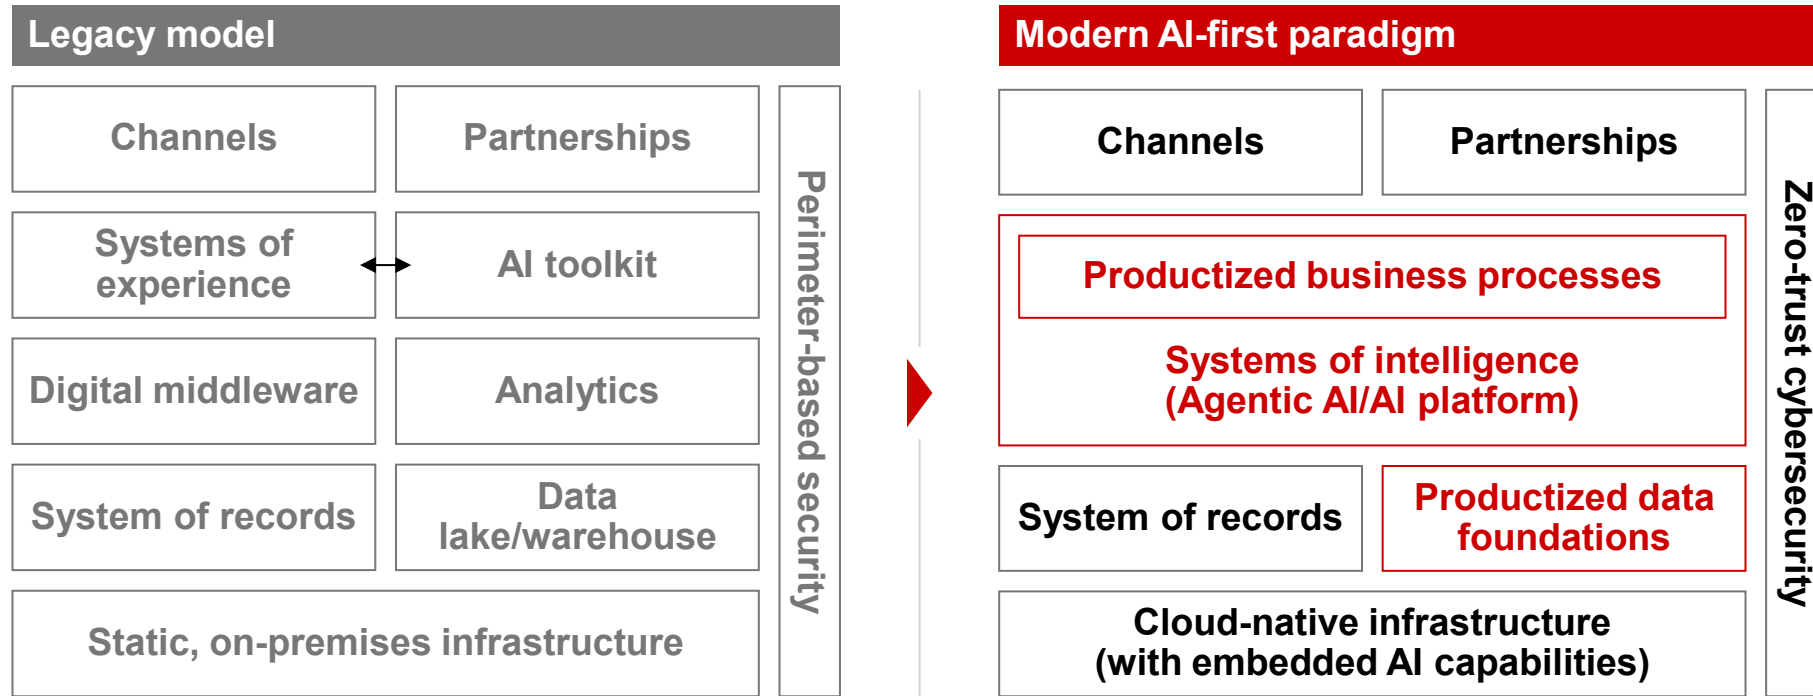 Legacy model
Channels
Partnerships
Systems of
experience
AI toolkit
Digital middleware
Analytics
System of records
Data
lake/warehouse
Static, on-premises infrastructure
Perimeter-based security
Modern AI-first paradigm
Channels
Partnerships
Productized business processes
Systems of intelligence
(Agentic AI/AI platform)
System of records
Productized data
foundations
Cloud-native infrastructure
(with embedded AI capabilities)
Zero-trust cybersecurity